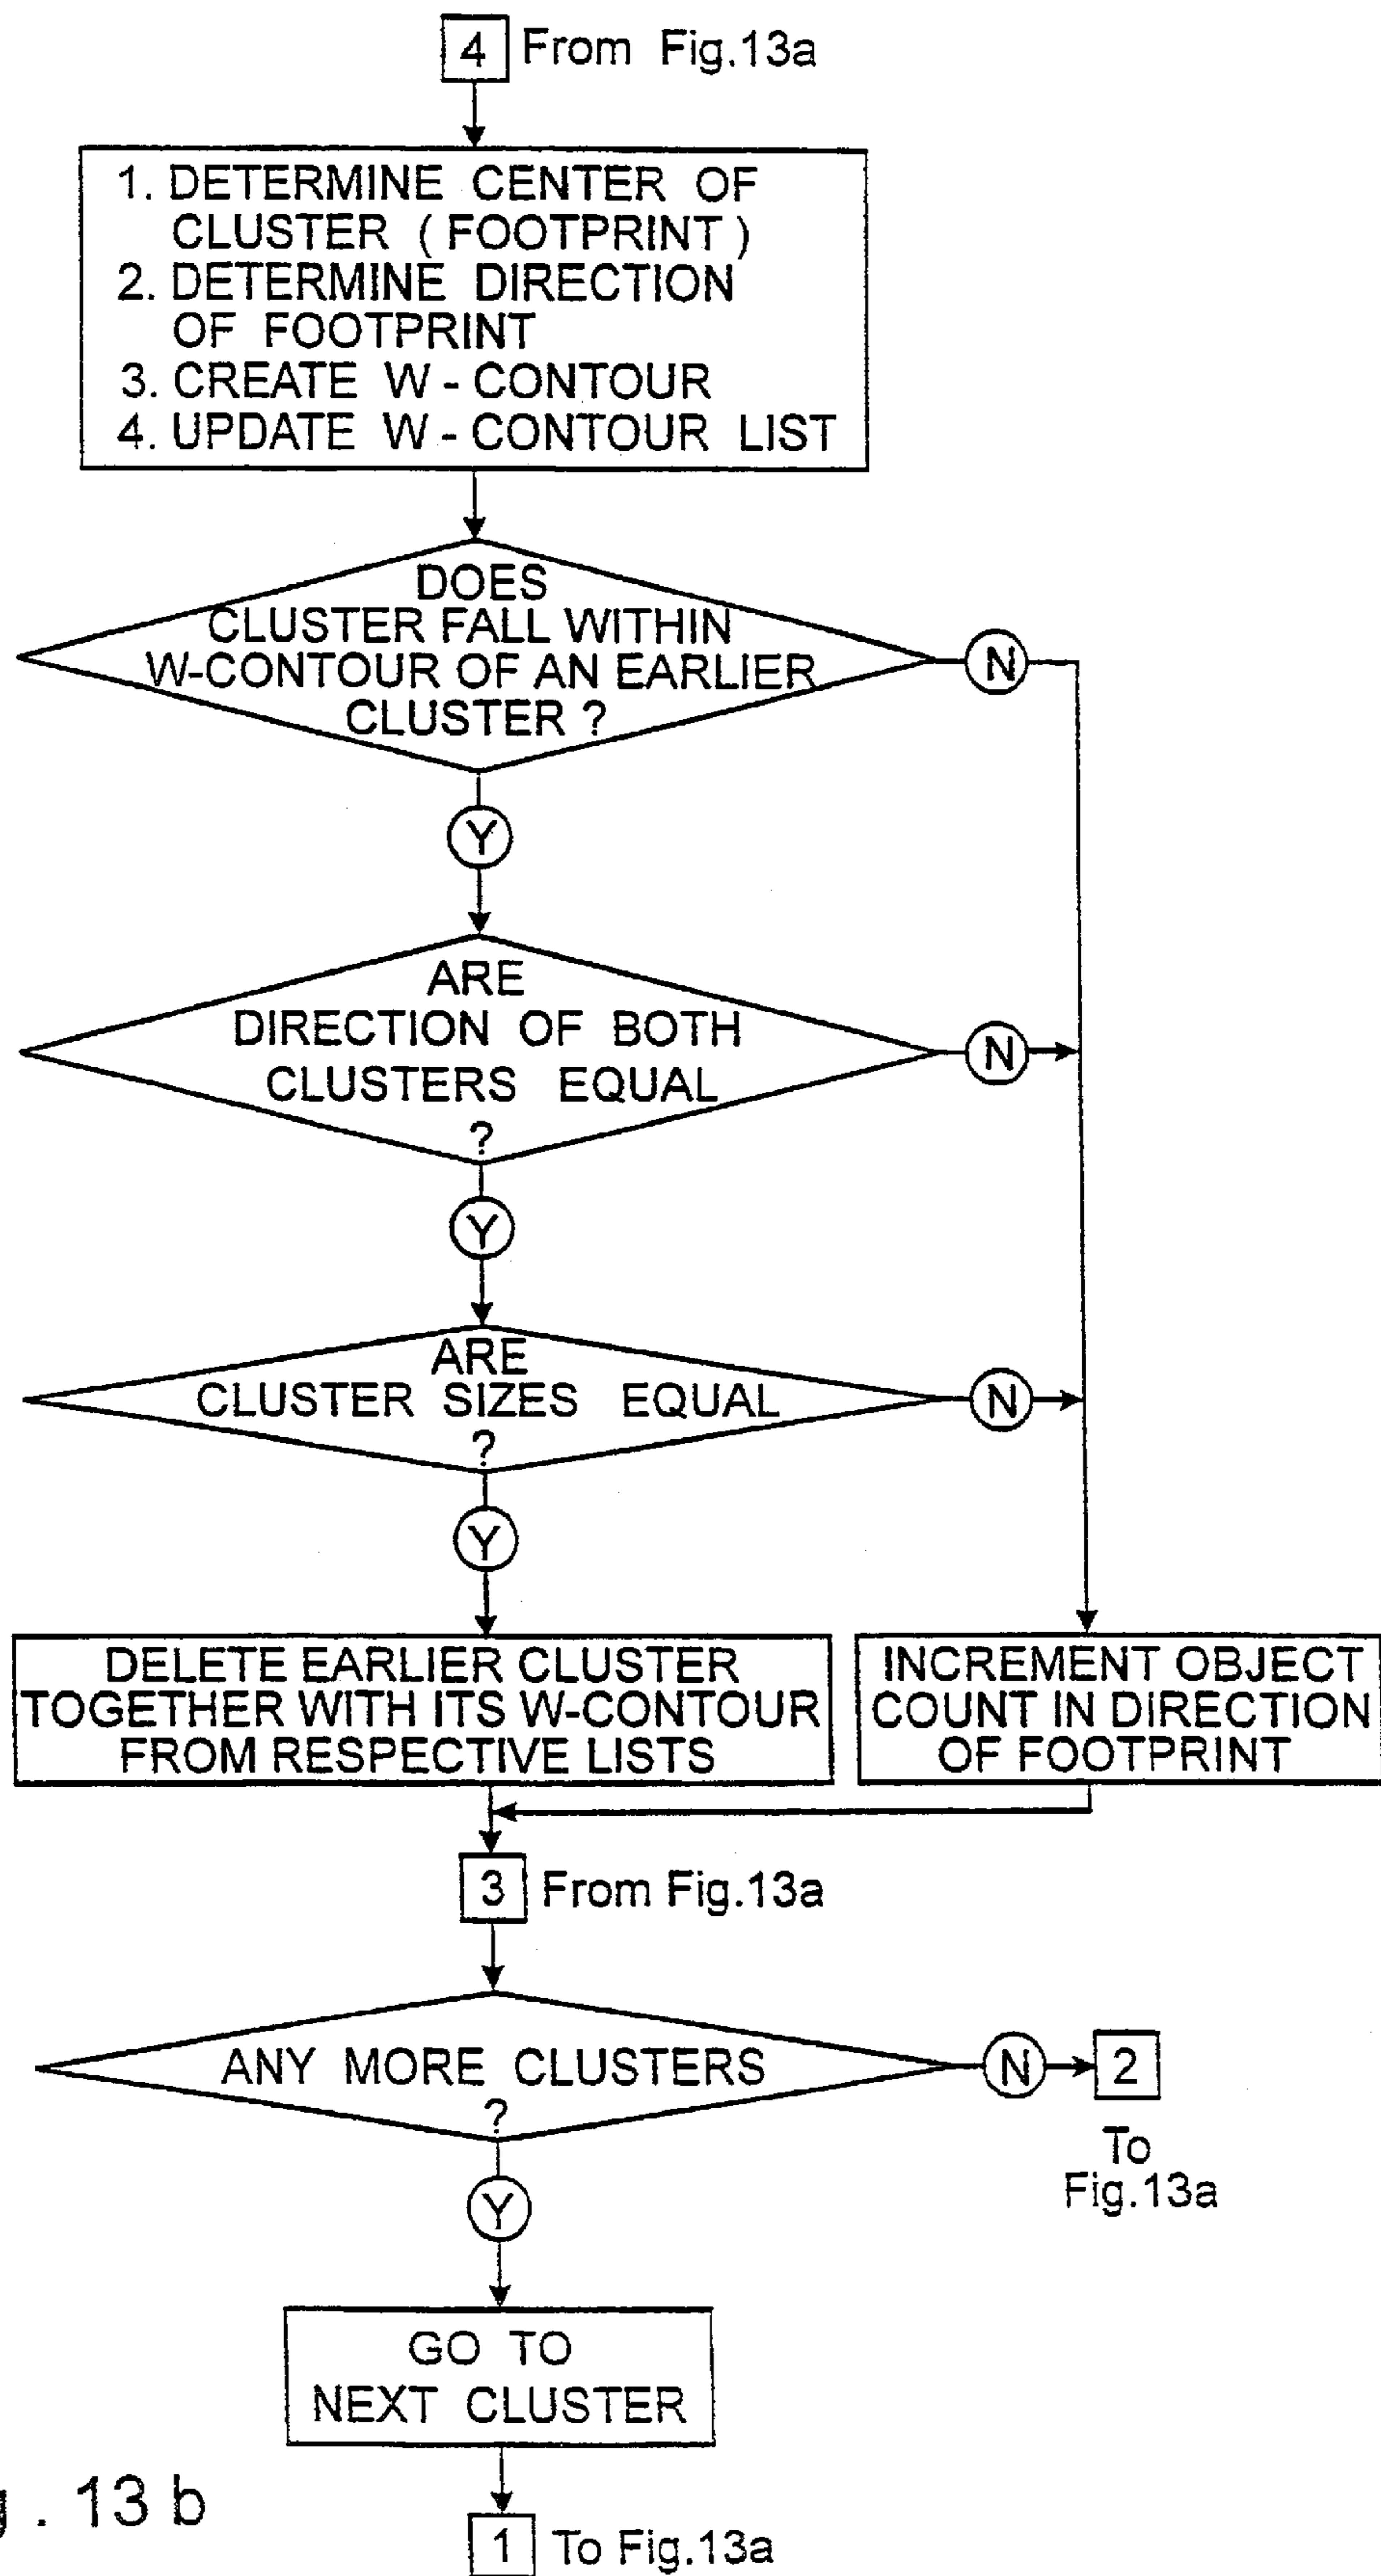 4 From Fig.13a
1. DETERMINE CENTER OF
CLUSTER ( FOOTPRINT )
2. DETERMINE DIRECTION
OF FOOTPRINT
3. CREATE W - CONTOUR
4. UPDATE W - CONTOUR LIST
DOES
CLUSTER FALL WITHIN
W-CONTOUR OF AN EARLIER
CLUSTER ?
N
Y
ARE
DIRECTION OF BOTH
CLUSTERS EQUAL
?
N
Y
ARE
CLUSTER SIZES EQUAL
?
N
Y
DELETE EARLIER CLUSTER
TOGETHER WITH ITS W-CONTOUR
FROM RESPECTIVE LISTS
INCREMENT OBJECT
COUNT IN DIRECTION
OF FOOTPRINT
3 From Fig.13a
ANY MORE CLUSTERS
?
N
2
To
Fig.13a
Y
GO TO
NEXT CLUSTER
1 To Fig.13a
g . 13 b